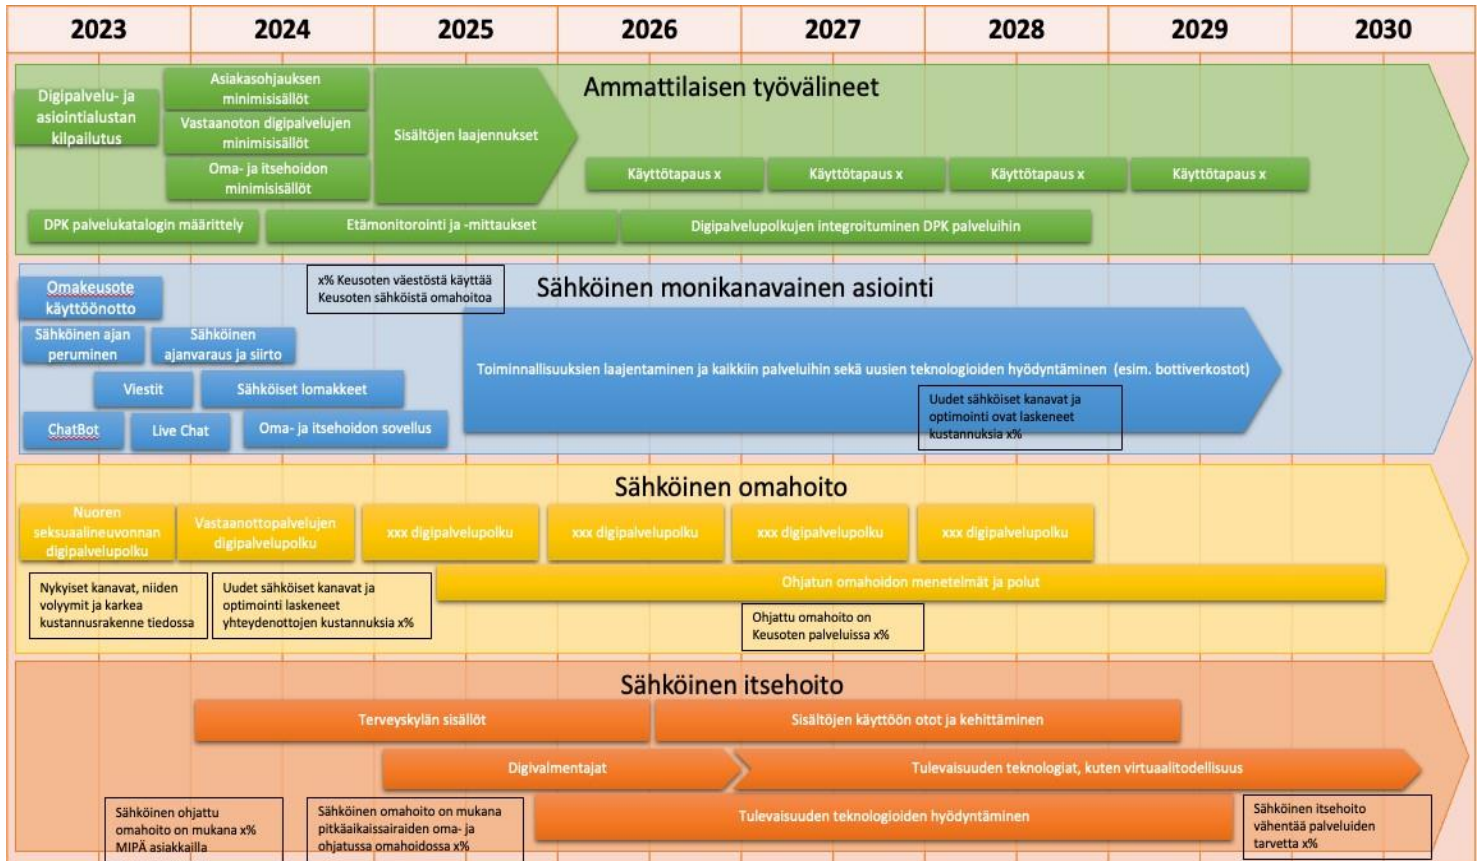 2023 2024 2025 2026 2027 2028 2029 2030
Ammattilaisen työvälineet
Digipalvelu- ja
asiointialustan
kilpailutus
Asiakasohjauksen
minimisisällöt
Vastaanoton digipalvelujen
minimisisällöt
Oma- ja itsehoidon
minimisisällöt
Sisältöjen laajennukset
Käyttötapaus x
Käyttötapaus x
Käyttötapaus x
Käyttötapaus x
DPK palvelukatalogin määrittely
Etämonitorointi ja -mittaukset
Digipalvelupolkujen integroituminen DPK palveluihin
Sähköinen monikanavainen asiointi
Omakeusote
käyttöönotto
x% Keusoten väestöstä käyttää
Keusoten sähköistä omahoitoa
Sähköinen ajan
peruminen
Sähköinen
ajanvaraus ja siirto
Viestit
Sähköiset lomakkeet
ChatBot
Live Chat
Oma- ja itsehoidon sovellus
Toiminnallisuuksien laajentaminen ja kaikkiin palveluihin sekä uusien teknologioiden hyödyntäminen (esim. bottiverkostot)
Uudet sähköiset kanavat ja
optimointi ovat laskeneet
kustannuksia x%
Sähköinen omahoito
Nuoren
seksuaalineuvonnan
digipalvelupolku
Vastaanottopalvelujen
digipalvelupolku
xxx digipalvelupolku
xxx digipalvelupolku
xxx digipalvelupolku
xxx digipalvelupolku
Ohjatun omahoidon menetelmät ja polut
Nykyiset kanavat, niiden
volyymit ja karkea
kustannusrakenne tiedossa
Uudet sähköiset kanavat ja
optimointi laskeneet
yhteydenottojen kustannuksia x%
Ohjattu omahoito on
Keusoten palveluissa x%
Sähköinen itsehoito
Terveyskylän sisällöt
Sisältöjen käyttöön otot ja kehittäminen
Digivalmentajat
Tulevaisuuden teknologiat, kuten virtuaalitodellisuus
Tulevaisuuden teknologioiden hyödyntäminen
Sähköinen ohjattu
omahoito on mukana x%
MIPÄ asiakkailla
Sähköinen omahoito on mukana
pitkäaikaissairaiden oma- ja
ohjatussa omahoidossa x%
Sähköinen itsehoito
vähentää palveluiden
tarvetta x%